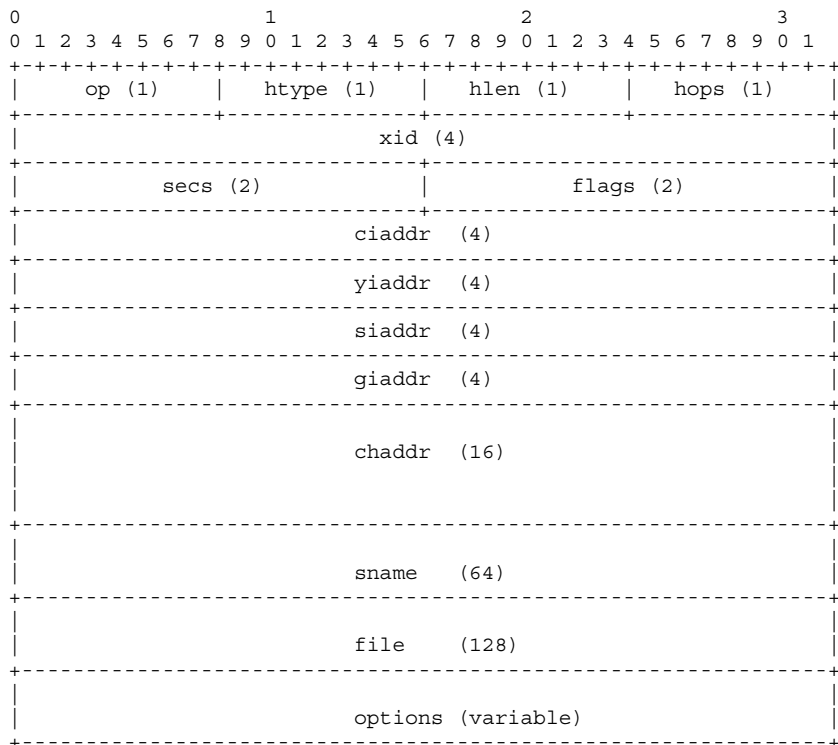 0                   1                   2                   3
0 1 2 3 4 5 6 7 8 9 0 1 2 3 4 5 6 7 8 9 0 1 2 3 4 5 6 7 8 9 0 1
+-+-+-+-+-+-+-+-+-+-+-+-+-+-+-+-+-+-+-+-+-+-+-+-+-+-+-+-+-+-+-+-+
|     op (1)    |   htype (1)   |   hlen (1)    |   hops (1)    |
+---------------+---------------+---------------+---------------+
|                            xid (4)                            |
+-------------------------------+-------------------------------+
|           secs (2)            |           flags (2)           |
+-------------------------------+-------------------------------+
|                          ciaddr  (4)                          |
+---------------------------------------------------------------+
|                          yiaddr  (4)                          |
+---------------------------------------------------------------+
|                          siaddr  (4)                          |
+---------------------------------------------------------------+
|                          giaddr  (4)                          |
+---------------------------------------------------------------+
|                                                               |
|                          chaddr  (16)                         |
|                                                               |
|                                                               |
+---------------------------------------------------------------+
|                                                               |
|                          sname   (64)                         |
+---------------------------------------------------------------+
|                                                               |
|                          file    (128)                        |
+---------------------------------------------------------------+
|                                                               |
|                          options (variable)                   |
+---------------------------------------------------------------+